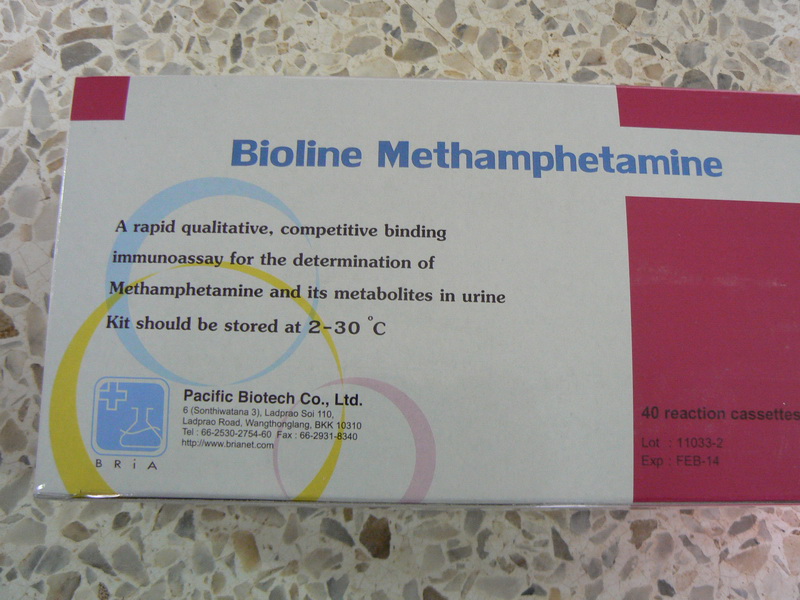 Bioline Methamphetamine
A rapid qualitative, competitive binding
immunoassay for the determination of
Methamphetamine and its metabolites in urine
Kit should be stored at 2-30 °C
Pacific Biotech Co., Ltd.
6 (Sonthiwatana 3), Ladprao Soi 110,
Ladprao Road, Wangthonglang, BKK 10310
Tel : 66-2530-2754-60 Fax : 66-2931-8340
http://www.brianet.com
BRiA
40 reaction cassettes
Lot : 11033-2
Exp : FEB-14